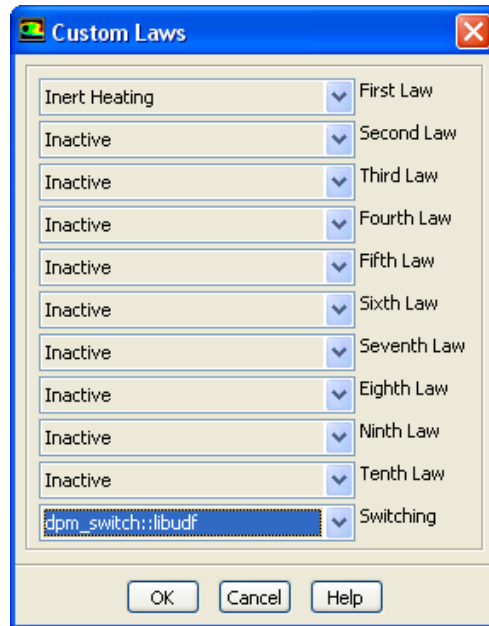 Custom Laws
Inert Heating First Law
Inactive Second Law
Inactive Third Law
Inactive Fourth Law
Inactive Fifth Law
Inactive Sixth Law
Inactive Seventh Law
Inactive Eighth Law
Inactive Ninth Law
Inactive Tenth Law
dpm_switch::libudf Switching
OK Cancel Help